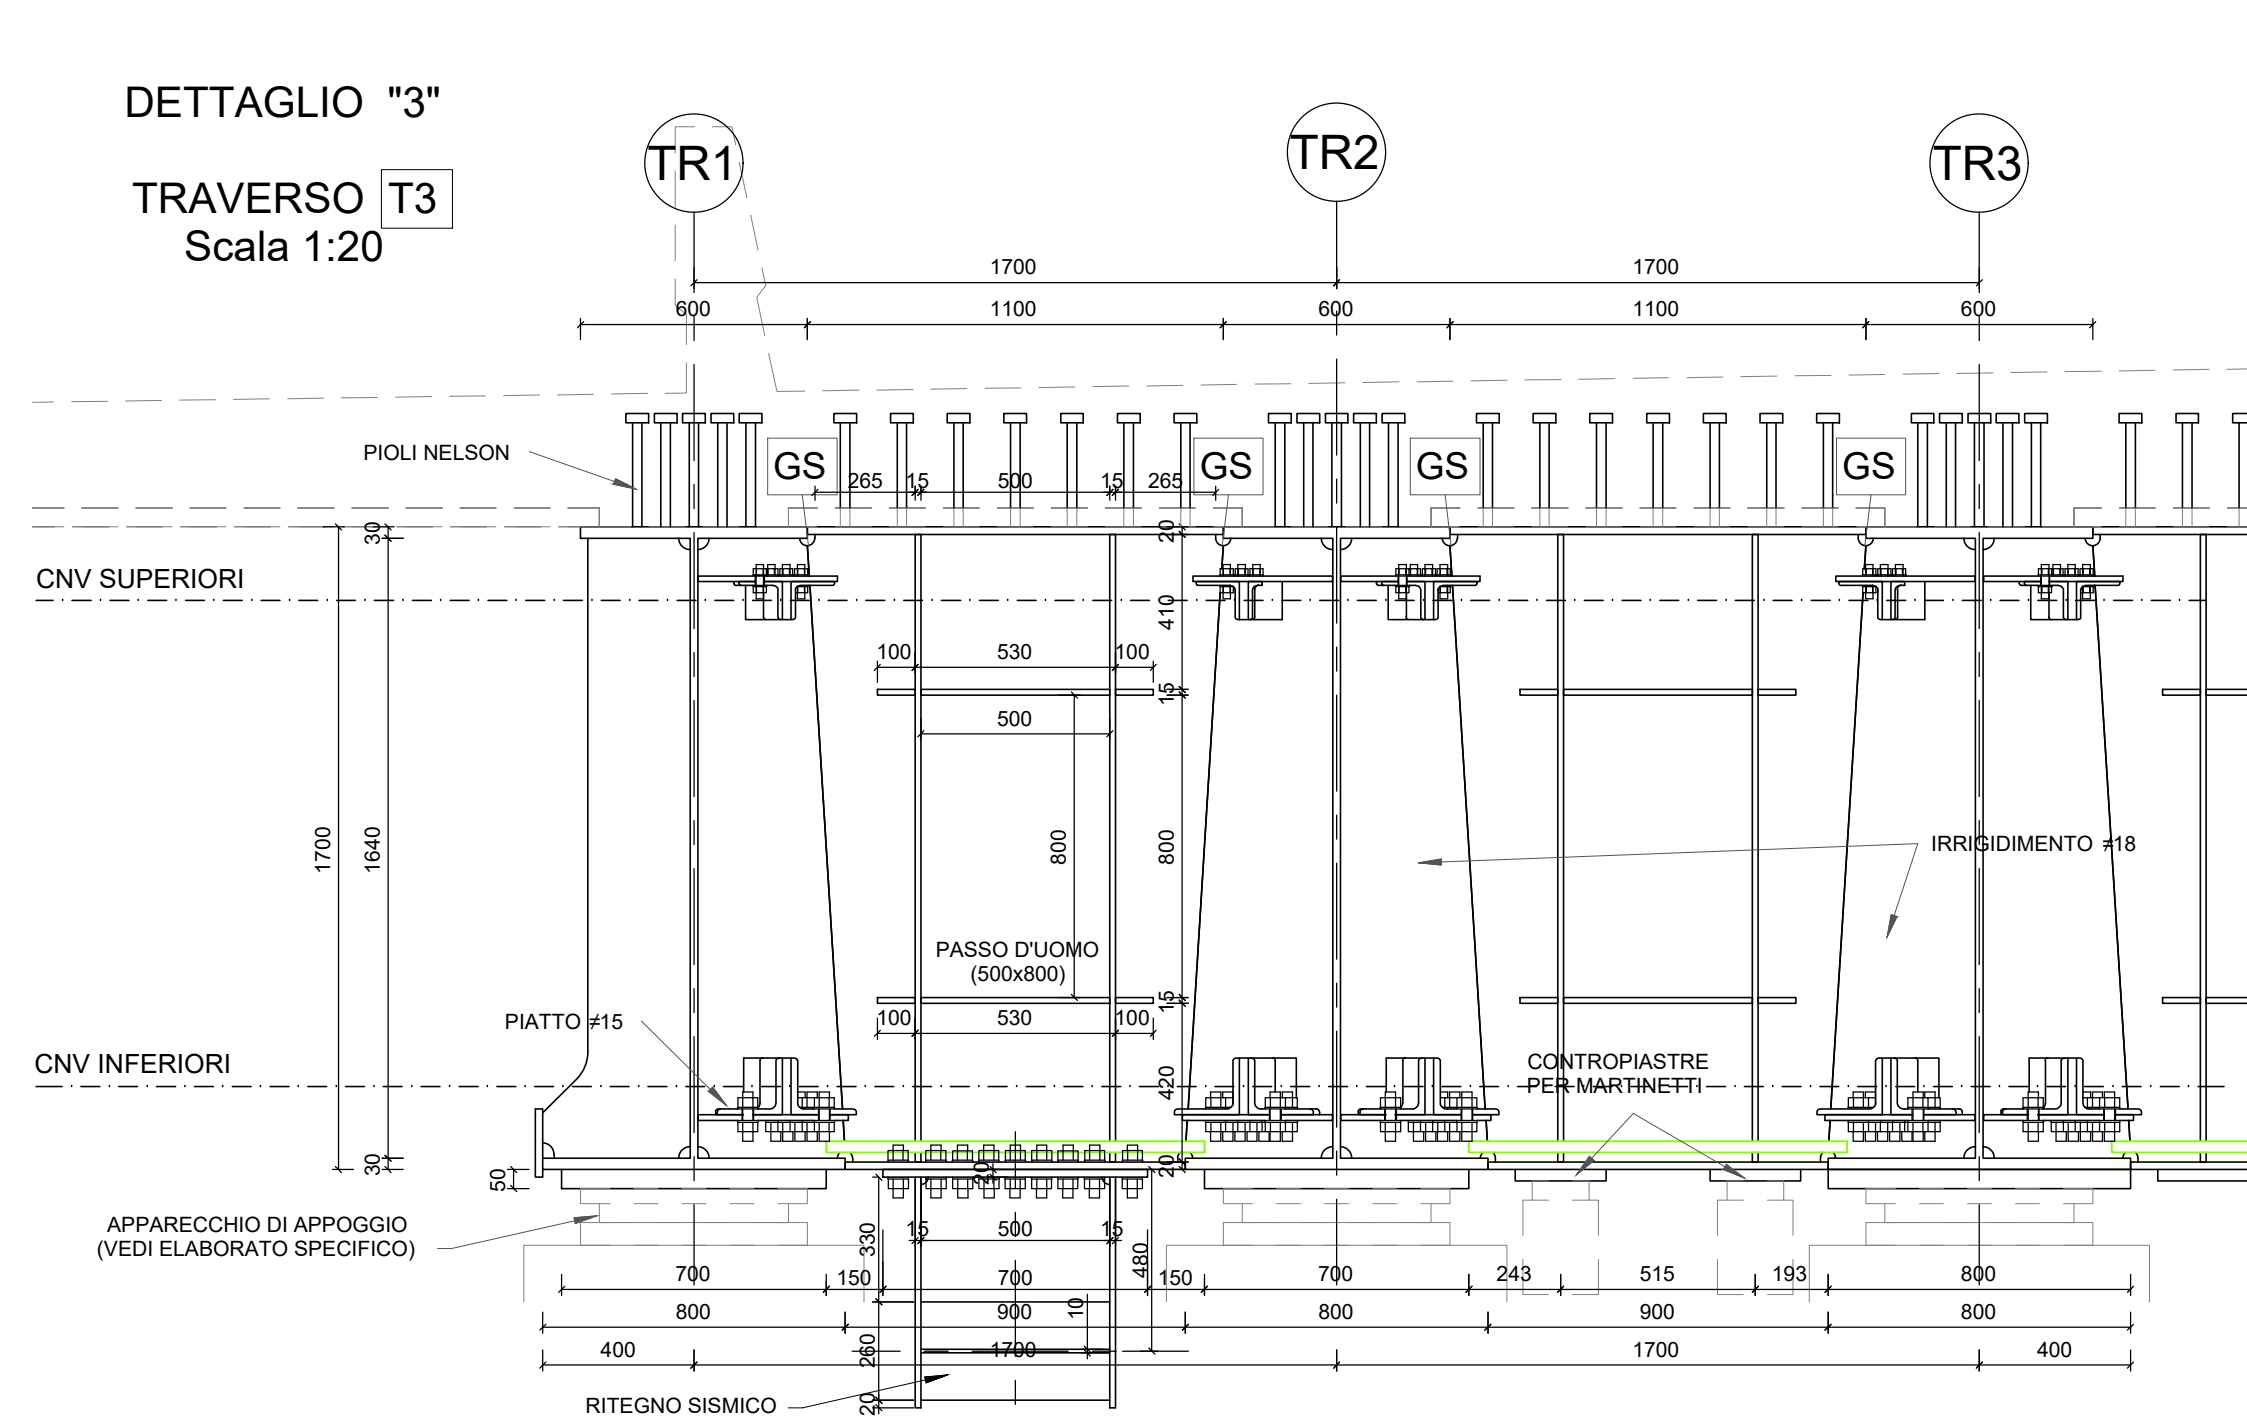 DETTAGLIO "3"
TRAVERSO T3
Scala 1:20
TR1
TR2
TR3
1700
1700
600
1100
600
1100
600
PIOLI NELSON
GS
GS
GS
GS
265
15
500
15
265
30
20
CNV SUPERIORI
410
100
530
100
15
500
1700
1640
800
800
IRRIGIDIMENTO ≠18
PASSO D'UOMO
(500x800)
15
100
530
100
PIATTO ≠15
CNV INFERIORI
420
CONTROPIASTRE
PER MARTINETTI
30
50
20
20
APPARECCHIO DI APPOGGIO
(VEDI ELABORATO SPECIFICO)
330
15
500
15
480
700
150
700
150
700
243
515
193
800
800
900
10
800
900
800
400
260
1700
1700
400
RITEGNO SISMICO
20